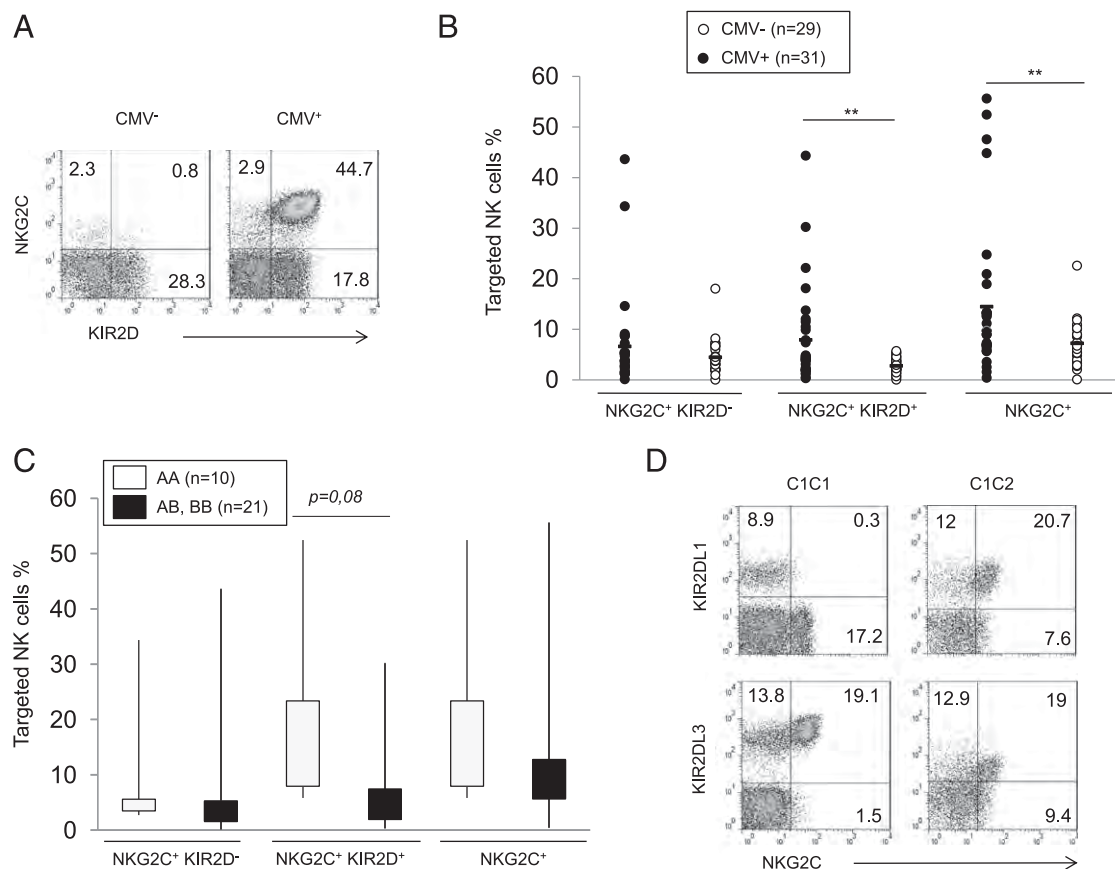 A
CMV-
CMV+
2.3
0.8
28.3
2.9
44.7
17.8
NKG2C
KIR2D
B
CMV- (n=29)
CMV+ (n=31)
Targeted NK cells %
60
50
40
30
20
10
0
**
**
NKG2C+ KIR2D-
NKG2C+ KIR2D+
NKG2C+
C
AA (n=10)
AB, BB (n=21)
p=0,08
Targeted NK cells %
60
50
40
30
20
10
0
NKG2C+ KIR2D-
NKG2C+ KIR2D+
NKG2C+
D
C1C1
C1C2
KIR2DL1
8.9
0.3
17.2
12
20.7
7.6
KIR2DL3
13.8
19.1
1.5
12.9
19
9.4
NKG2C